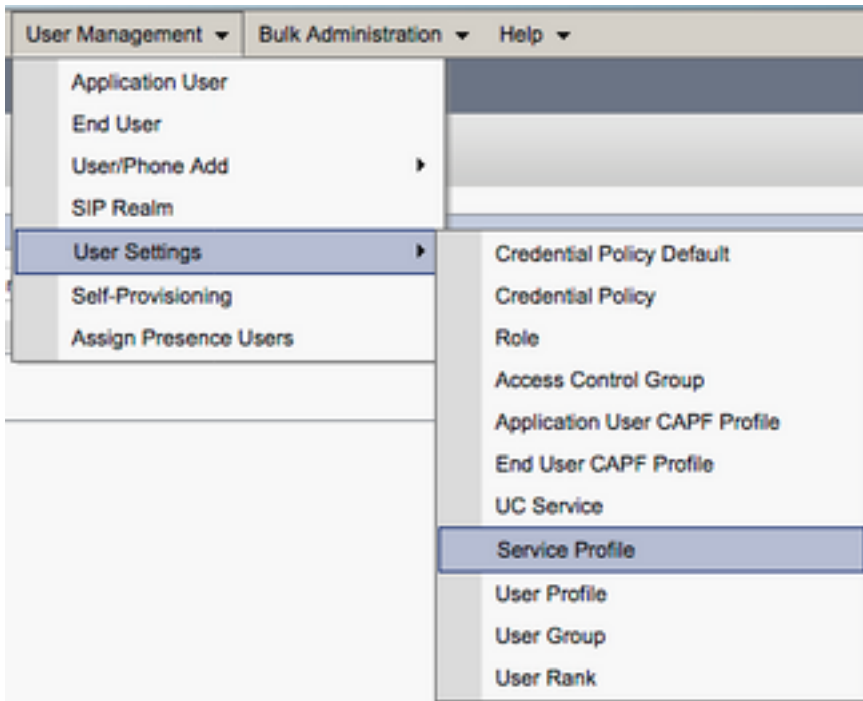 User Management Bulk Administration Help
Application User
End User
User/Phone Add
SIP Realm
User Settings
Self-Provisioning
Assign Presence Users
Credential Policy Default
Credential Policy
Role
Access Control Group
Application User CAPF Profile
End User CAPF Profile
UC Service
Service Profile
User Profile
User Group
User Rank